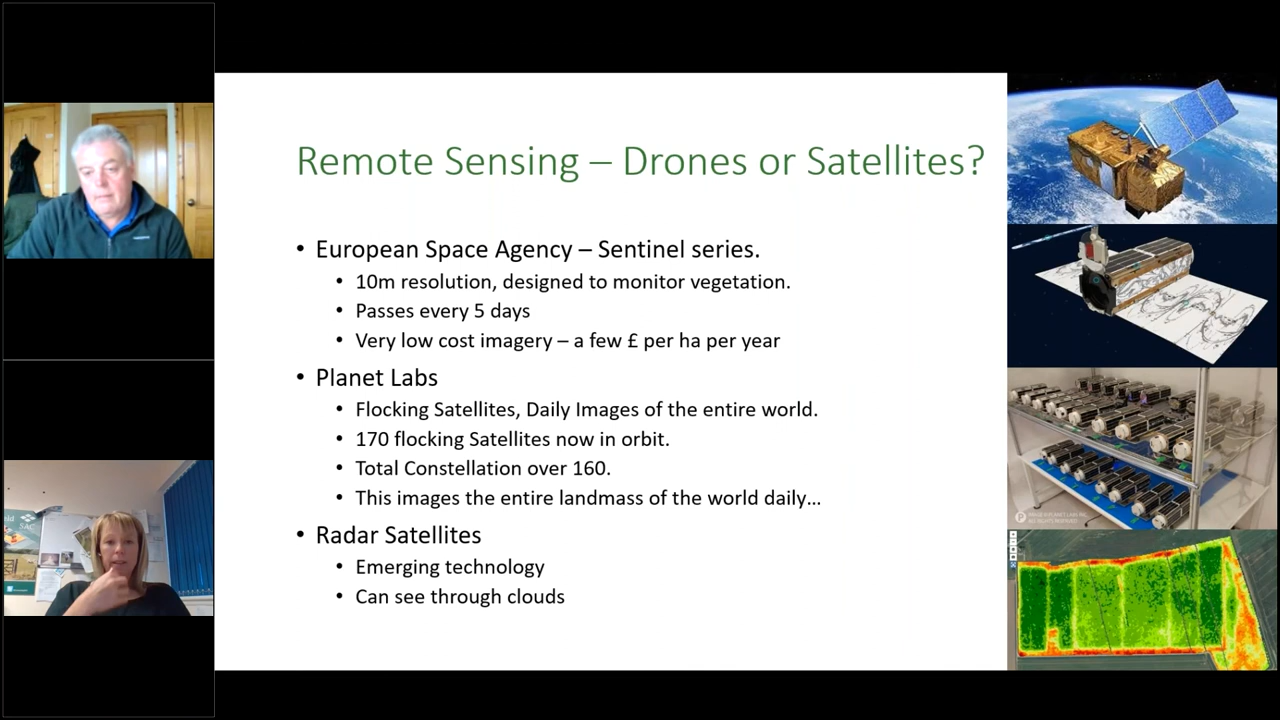 Remote Sensing – Drones or Satellites?
• European Space Agency – Sentinel series.
• 10m resolution, designed to monitor vegetation.
• Passes every 5 days
• Very low cost imagery – a few £ per ha per year
• Planet Labs
• Flocking Satellites, Daily Images of the entire world.
• 170 flocking Satellites now in orbit.
• Total Constellation over 160.
• This images the entire landmass of the world daily...
• Radar Satellites
• Emerging technology
• Can see through clouds
SAC